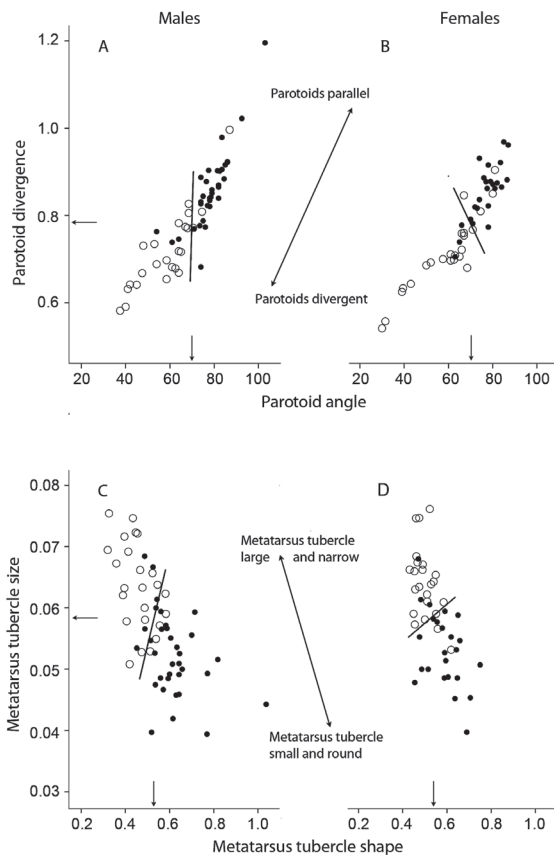 Males
Females
A
B
1.2
1.0
0.8
0.6
Parotoid divergence
Parotoids parallel
Parotoids divergent
20 40 60 80 100
20 40 60 80 100
Parotoid angle
C
D
0.08
0.07
0.06
0.05
0.04
0.03
Metatarsus tubercle size
Metatarsus tubercle
large and narrow
Metatarsus tubercle
small and round
0.2 0.4 0.6 0.8 1.0
0.2 0.4 0.6 0.8 1.0
Metatarsus tubercle shape